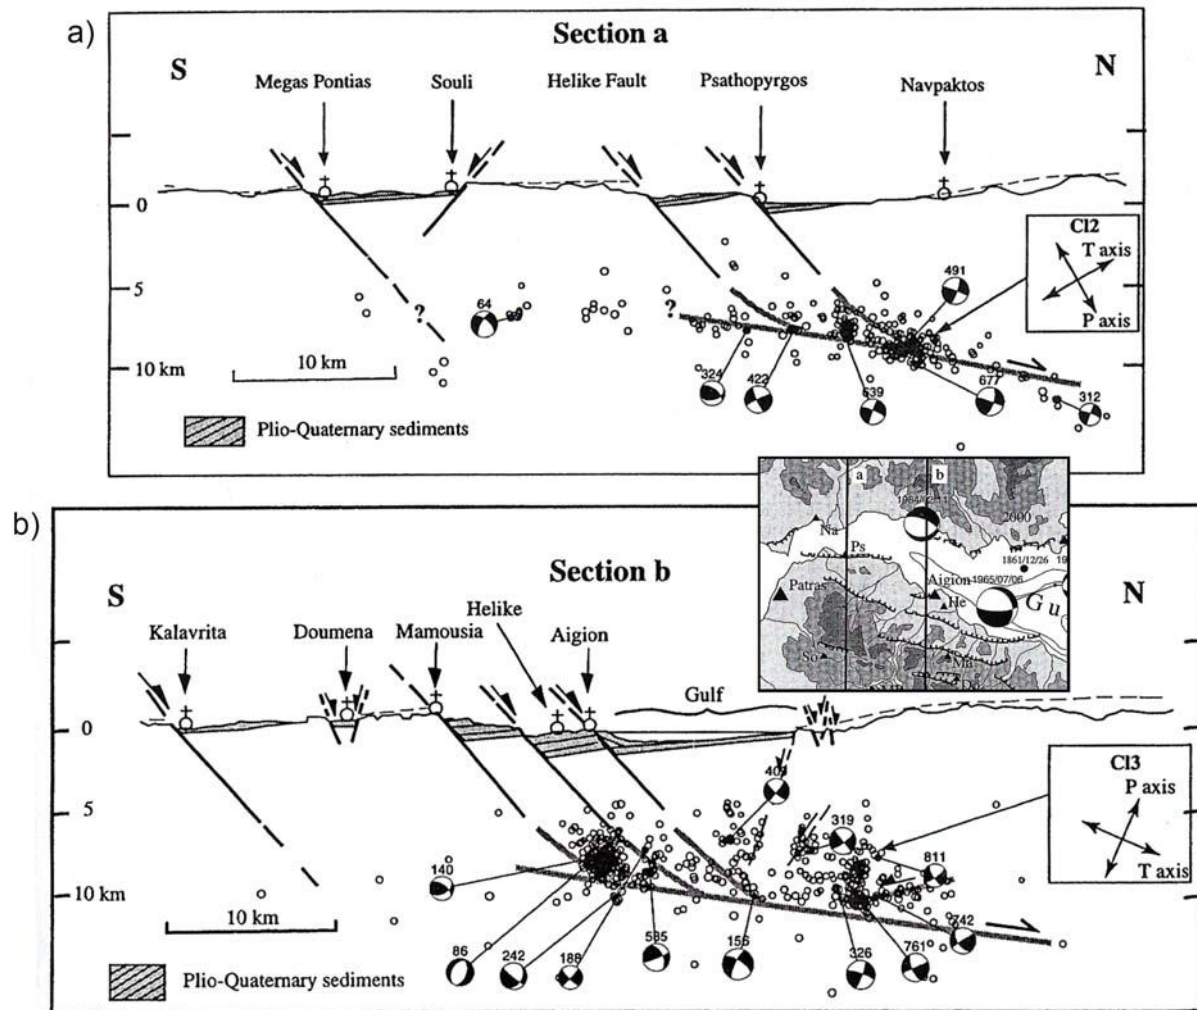 a)
Section a
S
N
Megas Pontias
Souli
Helike Fault
Psathopyrgos
Navpaktos
0
5
10 km
?
?
64
491
324
422
639
677
312
Cl2
T axis
P axis
10 km
Plio-Quaternary sediments
a
b
2000
Na
Ps
1861/12/26
Patras
Aigion
1965/07/06
He
G u
So
Ma
b)
Section b
S
N
Kalavrita
Doumena
Mamousia
Helike
Aigion
Gulf
0
5
10 km
319
811
140
86
242
188
585
156
326
761
742
Cl3
P axis
T axis
10 km
Plio-Quaternary sediments